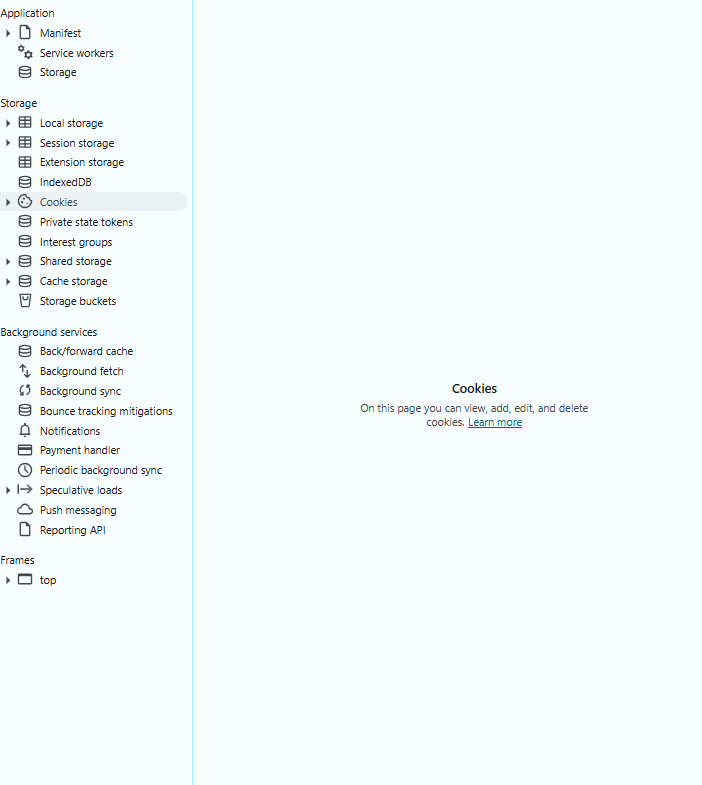 Application
Manifest
Service workers
Storage
Storage
Local storage
Session storage
Extension storage
IndexedDB
Cookies
Private state tokens
Interest groups
Shared storage
Cache storage
Storage buckets
Background services
Back/forward cache
Background fetch
Background sync
Bounce tracking mitigations
Notifications
Payment handler
Periodic background sync
Speculative loads
Push messaging
Reporting API
Frames
top
Cookies
On this page you can view, add, edit, and delete
cookies. Learn more